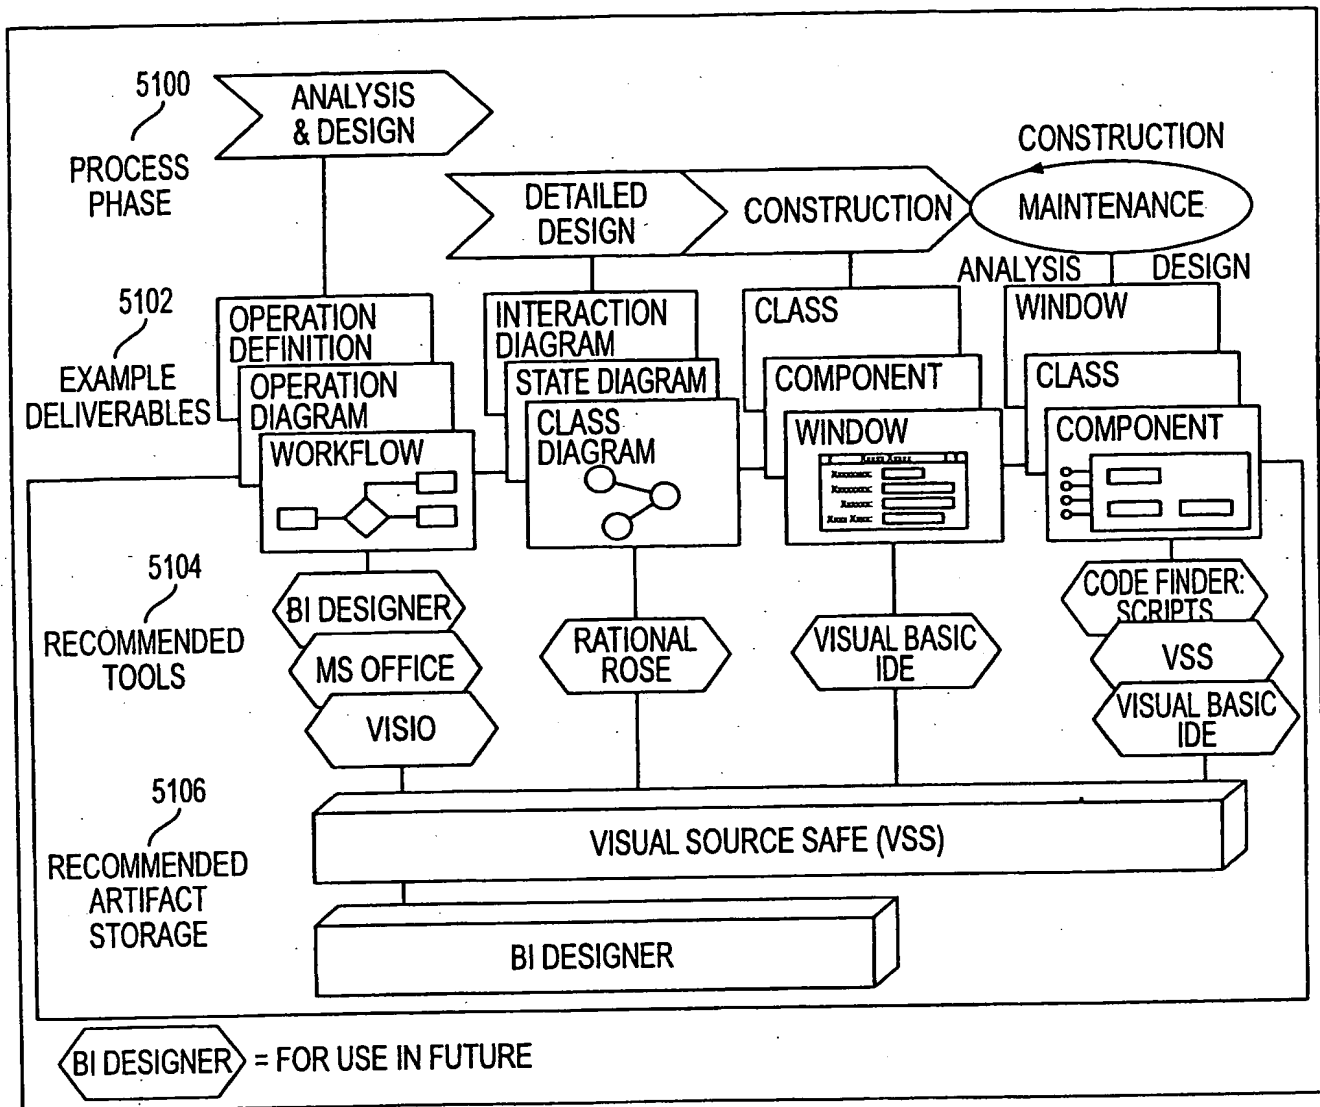 5100
PROCESS
PHASE
ANALYSIS
& DESIGN
DETAILED
DESIGN
CONSTRUCTION
CONSTRUCTION
MAINTENANCE
ANALYSIS
DESIGN
5102
EXAMPLE
DELIVERABLES
OPERATION
DEFINITION
OPERATION
DIAGRAM
WORKFLOW
INTERACTION
DIAGRAM
STATE DIAGRAM
CLASS
DIAGRAM
CLASS
COMPONENT
WINDOW
WINDOW
CLASS
COMPONENT
5104
RECOMMENDED
TOOLS
BI DESIGNER
MS OFFICE
VISIO
RATIONAL
ROSE
VISUAL BASIC
IDE
CODE FINDER:
SCRIPTS
VSS
VISUAL BASIC
IDE
5106
RECOMMENDED
ARTIFACT
STORAGE
VISUAL SOURCE SAFE (VSS)
BI DESIGNER
BI DESIGNER = FOR USE IN FUTURE